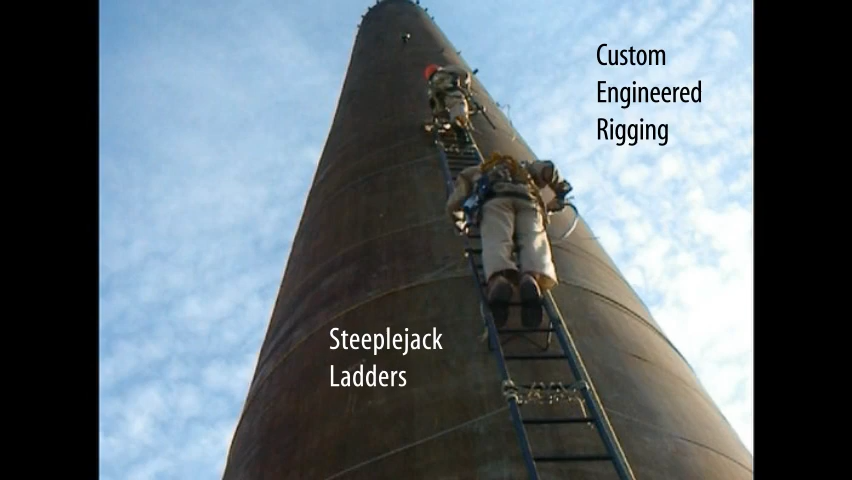 Custom
Engineered
Rigging
Steeplejack
Ladders